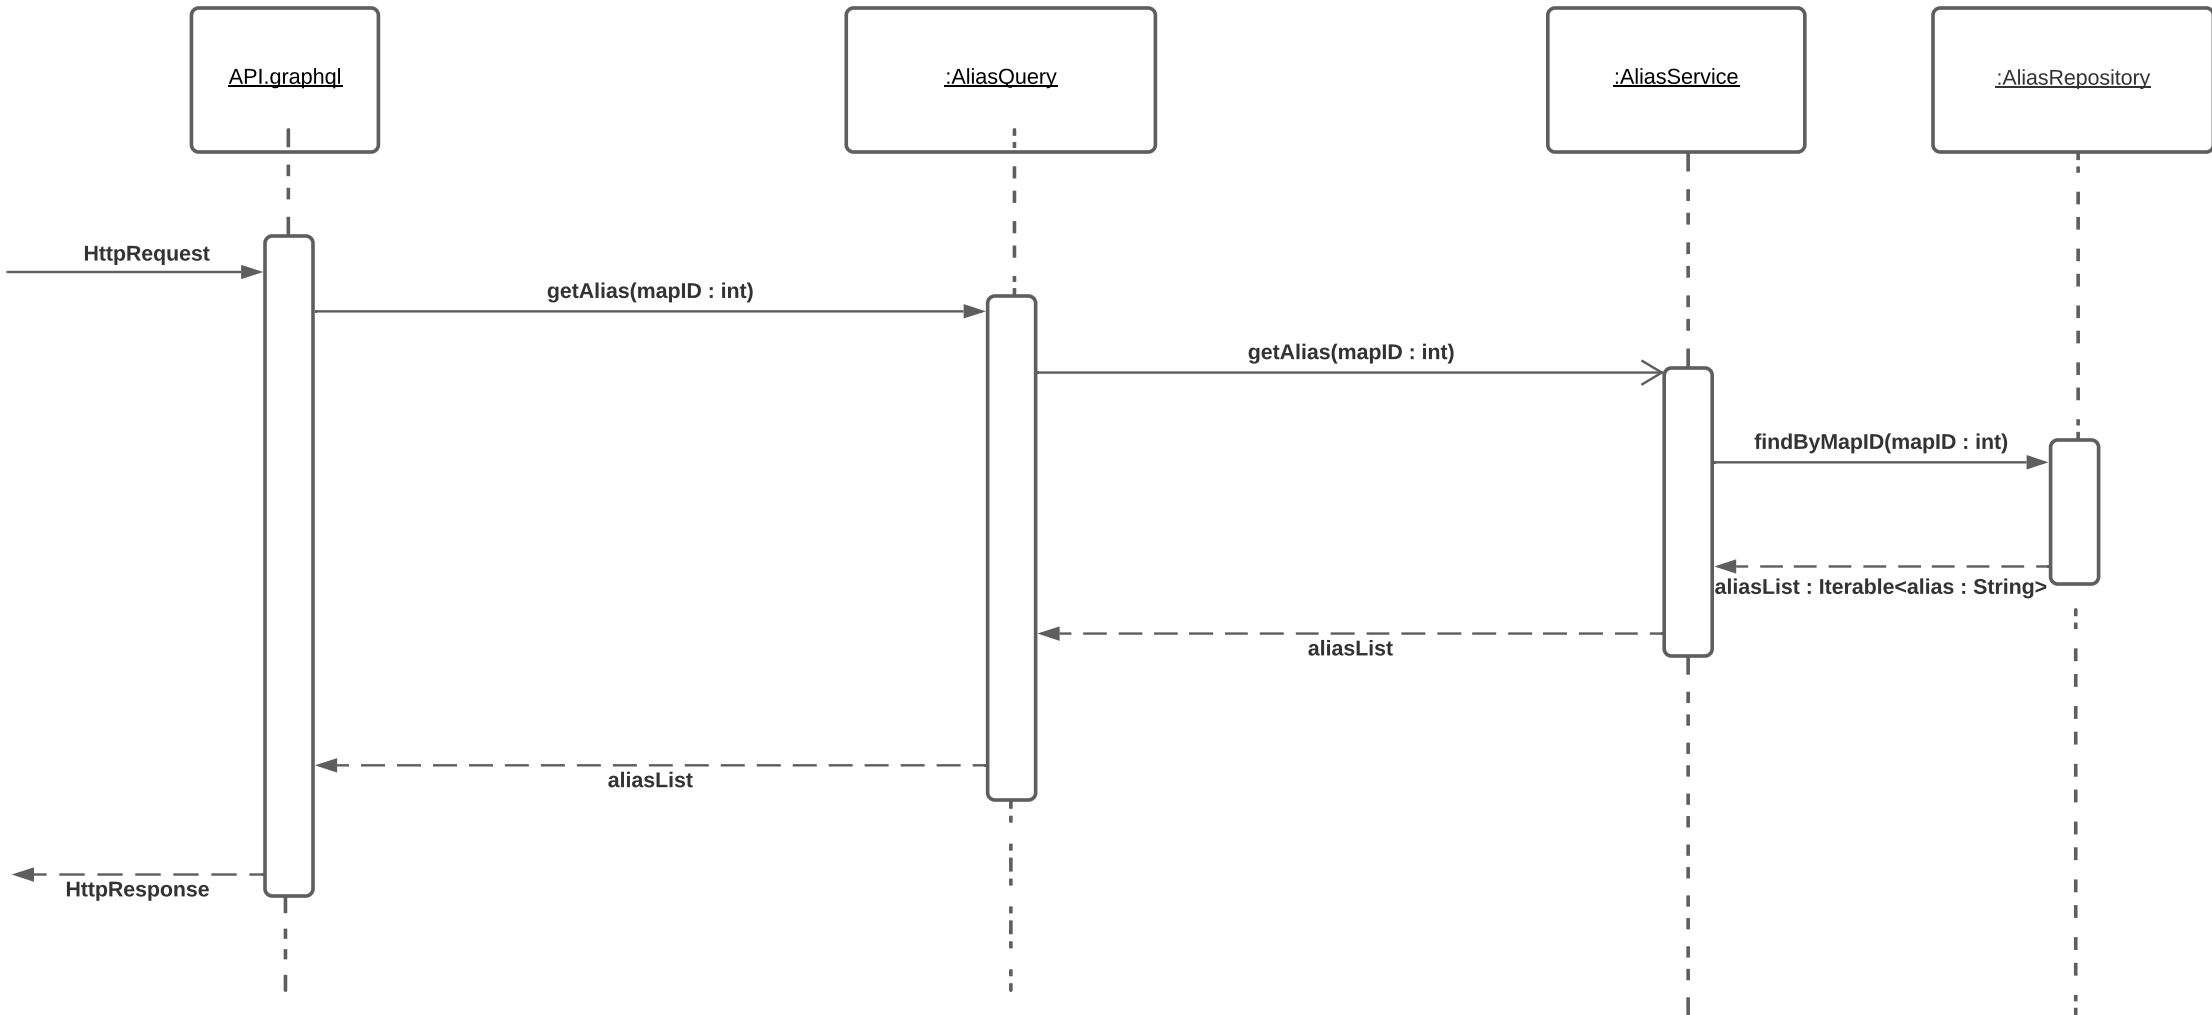 API.graphql
:AliasQuery
:AliasService
:AliasRepository
HttpRequest
getAlias(mapID : int)
getAlias(mapID : int)
findByMapID(mapID : int)
aliasList : Iterable<alias : String>
aliasList
aliasList
HttpResponse